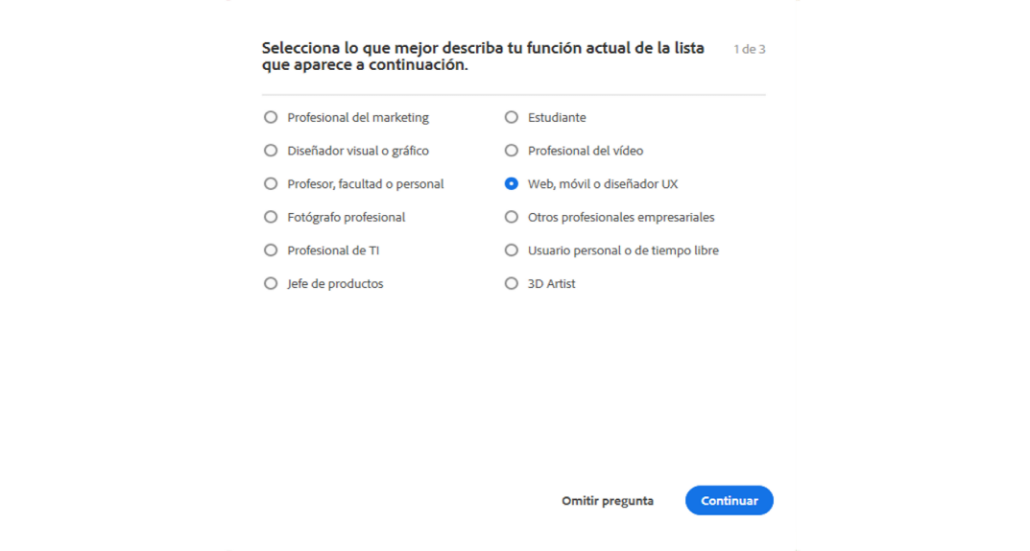 Selecciona lo que mejor describa tu función actual de la lista
que aparece a continuación.
1 de 3
Profesional del marketing
Estudiante
Diseñador visual o gráfico
Profesional del vídeo
Profesor, facultad o personal
Web, móvil o diseñador UX
Fotógrafo profesional
Otros profesionales empresariales
Profesional de TI
Usuario personal o de tiempo libre
Jefe de productos
3D Artist
Omitir pregunta
Continuar